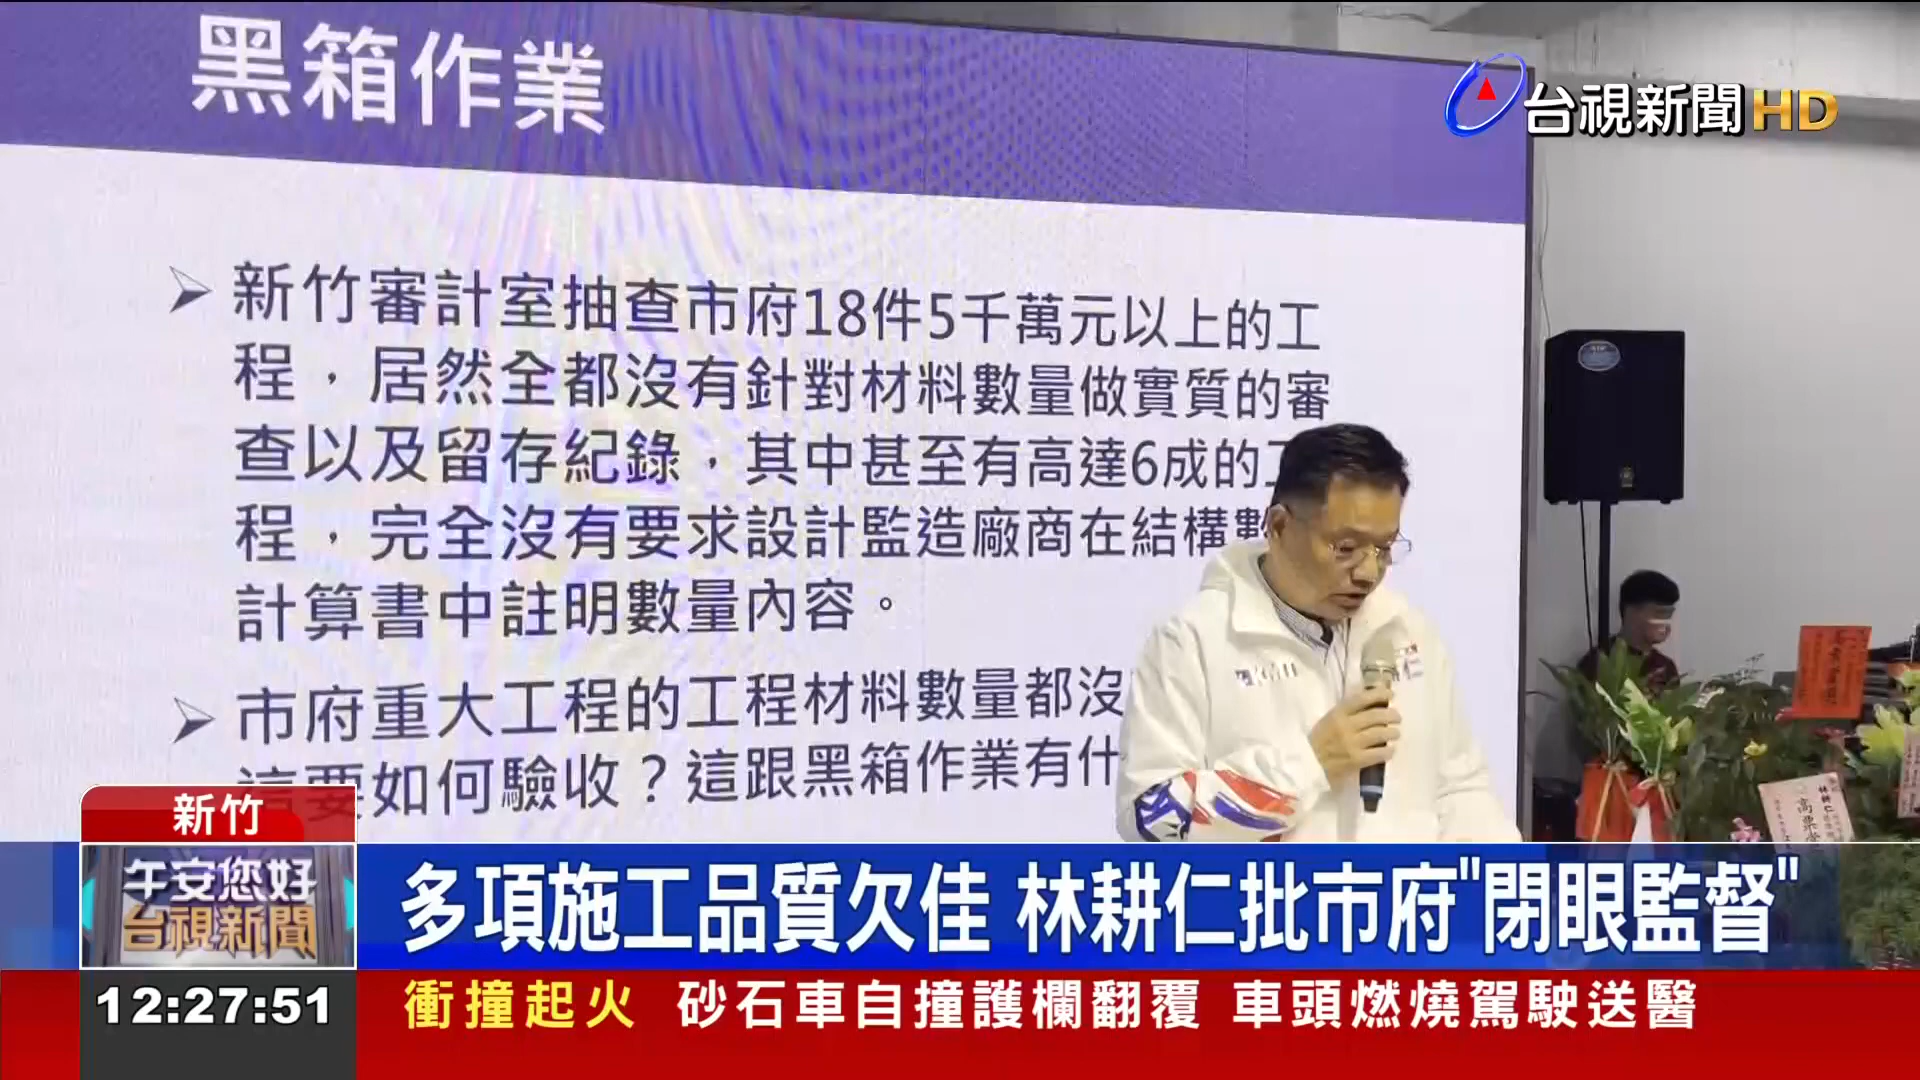 黑箱作業
台視新聞HD
新竹審計室抽查市府18件5千萬元以上的工
程，居然全都沒有針對材料數量做實質的審
查以及留存紀錄，其中甚至有高達6成的工
程，完全沒有要求設計監造廠商在結構數
計算書中註明數量內容。
市府重大工程的工程材料數量都沒
這要如何驗收？這跟黑箱作業有什
新竹
午安您好
台視新聞
多項施工品質欠佳 林耕仁批市府"閉眼監督"
12:27:51
衝撞起火 砂石車自撞護欄翻覆 車頭燃燒駕駛送醫